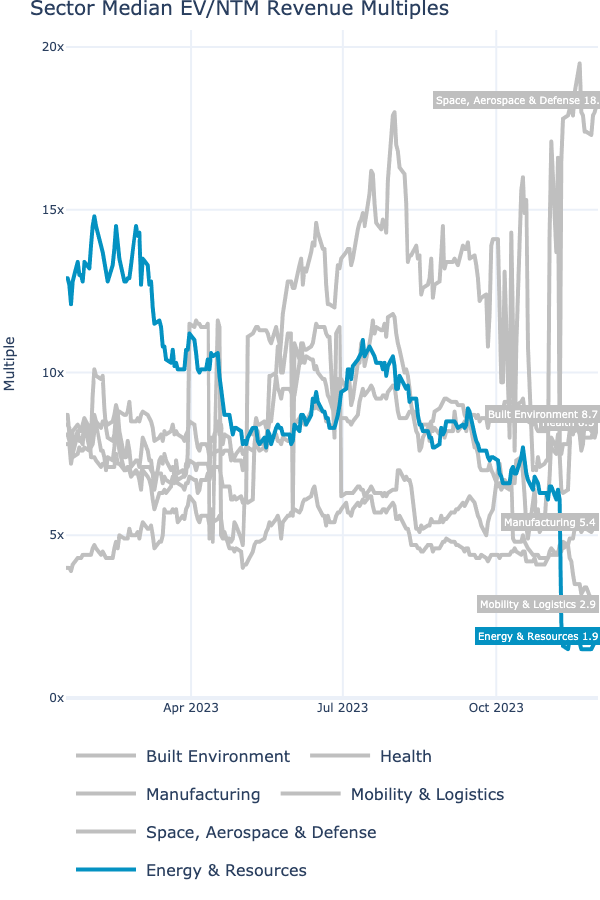 Sector Median EV/NTM Revenue Multiples
20x
Space, Aerospace & Defense 18.
15x
Multiple
10x
Built Environment 8.7
Health
5x
Manufacturing 5.4
Mobility & Logistics 2.9
Energy & Resources 1.9
0x
Apr 2023 Jul 2023 Oct 2023
Built Environment Health
Manufacturing Mobility & Logistics
Space, Aerospace & Defense
Energy & Resources